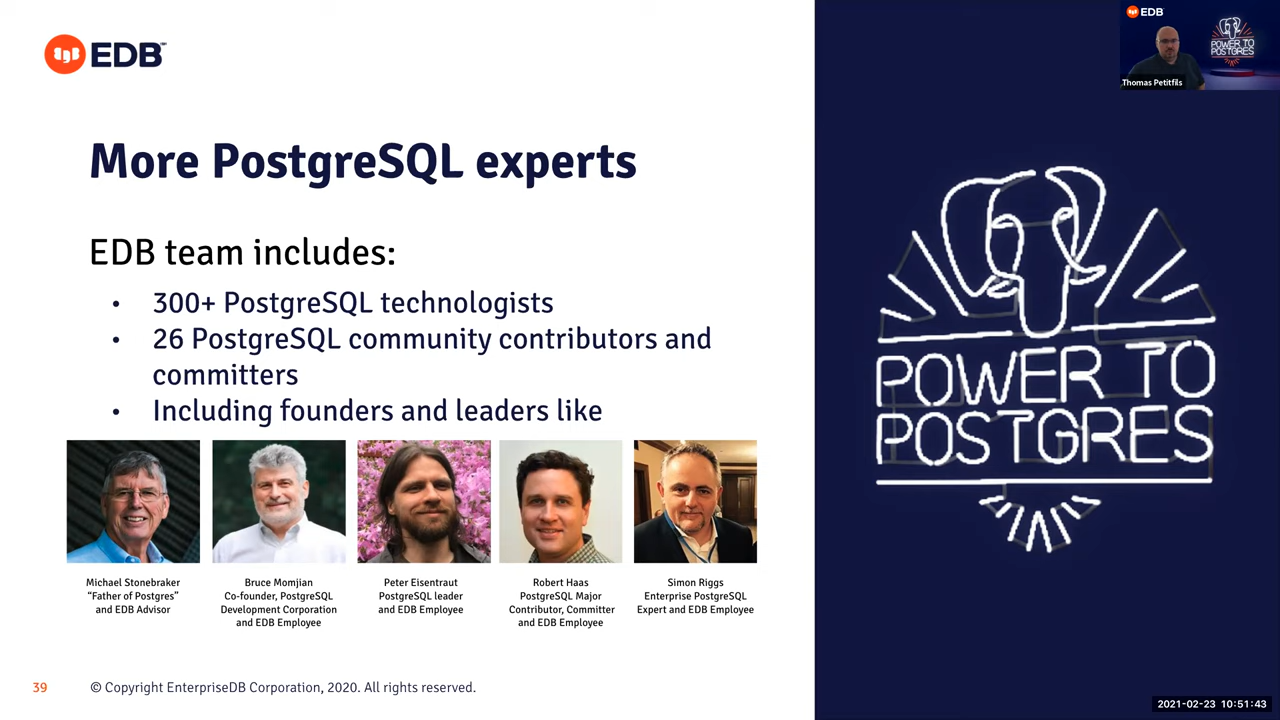 EDB
More PostgreSQL experts
EDB team includes:
• 300+ PostgreSQL technologists
• 26 PostgreSQL community contributors and
committers
• Including founders and leaders like
Michael Stonebraker
“Father of Postgres”
and EDB Advisor
Bruce Momjian
Co-founder, PostgreSQL
Development Corporation
and EDB Employee
Peter Eisentraut
PostgreSQL leader
and EDB Employee
Robert Haas
PostgreSQL Major
Contributor, Committer
and EDB Employee
Simon Riggs
Enterprise PostgreSQL
Expert and EDB Employee
39
© Copyright EnterpriseDB Corporation, 2020. All rights reserved.
EDB
POWER TO
POSTGRES
Thomas Petitfils
POWER TO
POSTGRES
2021-02-23 10:51:43